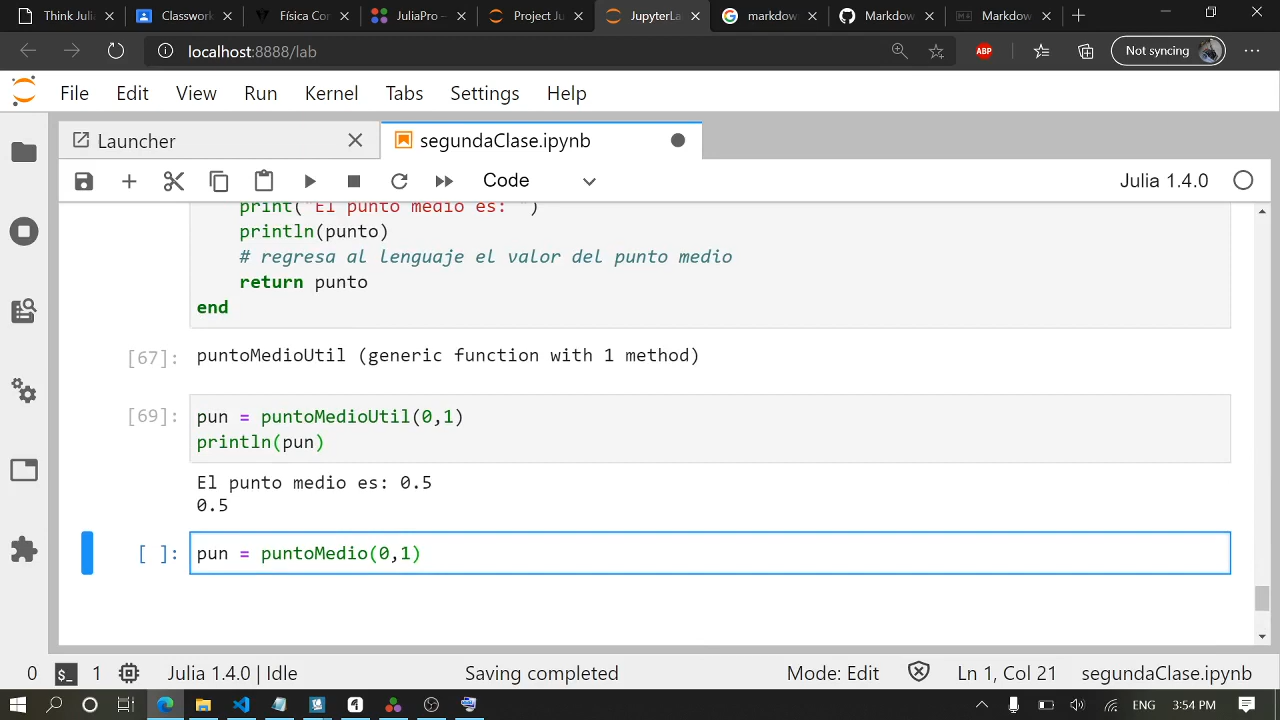 Think Juli
Classwork
Física Con
JuliaPro –
Project Ju
JupyterLa
markdow
Markdow
Markdow
localhost:8888/lab
ABP
Not syncing
File Edit View Run Kernel Tabs Settings Help
Launcher
segundaClase.ipynb
Code
Julia 1.4.0
print("El punto medio es: ")
println(punto)
# regresa al lenguaje el valor del punto medio
return punto
end
[67]: puntoMedioUtil (generic function with 1 method)
[69]: pun = puntoMedioUtil(0,1)
println(pun)
El punto medio es: 0.5
0.5
[ ]: pun = puntoMedio(0,1)
0 $_ 1 Julia 1.4.0 | Idle Saving completed Mode: Edit Ln 1, Col 21 segundaClase.ipynb
ENG 3:54 PM